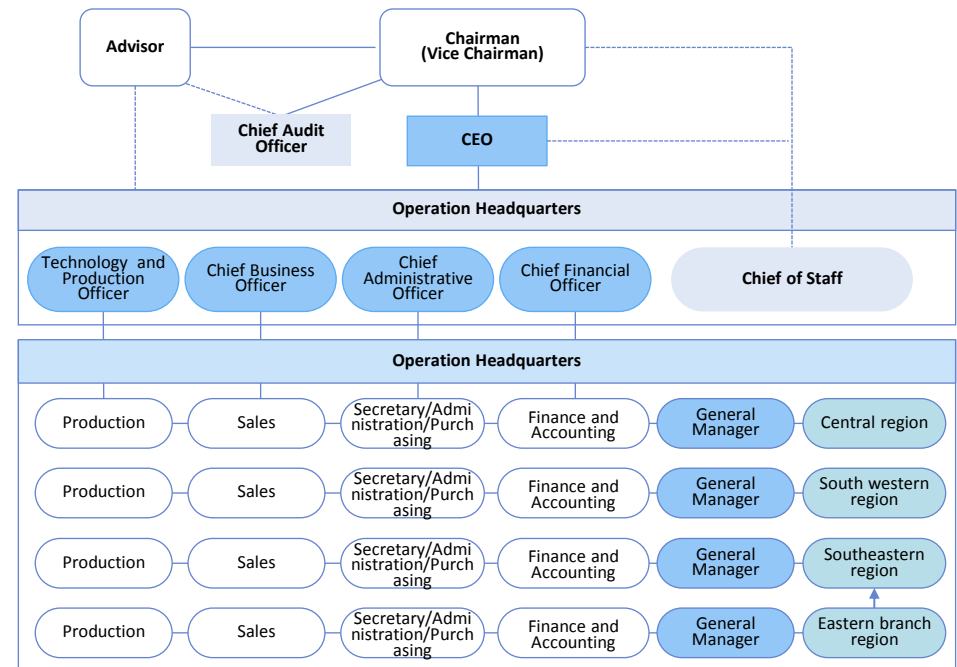 Advisor
Chairman
(Vice Chairman)
Chief Audit
Officer
CEO
Operation Headquarters
Technology and
Production
Officer
Chief Business
Officer
Chief
Administrative
Officer
Chief Financial
Officer
Chief of Staff
Operation Headquarters
Production
Sales
Secretary/Admi
nistration/Purch
asing
Finance and
Accounting
General
Manager
Central region
Production
Sales
Secretary/Admi
nistration/Purch
asing
Finance and
Accounting
General
Manager
South western
region
Production
Sales
Secretary/Admi
nistration/Purch
asing
Finance and
Accounting
General
Manager
Southeastern
region
Production
Sales
Secretary/Admi
nistration/Purch
asing
Finance and
Accounting
General
Manager
Eastern branch
region